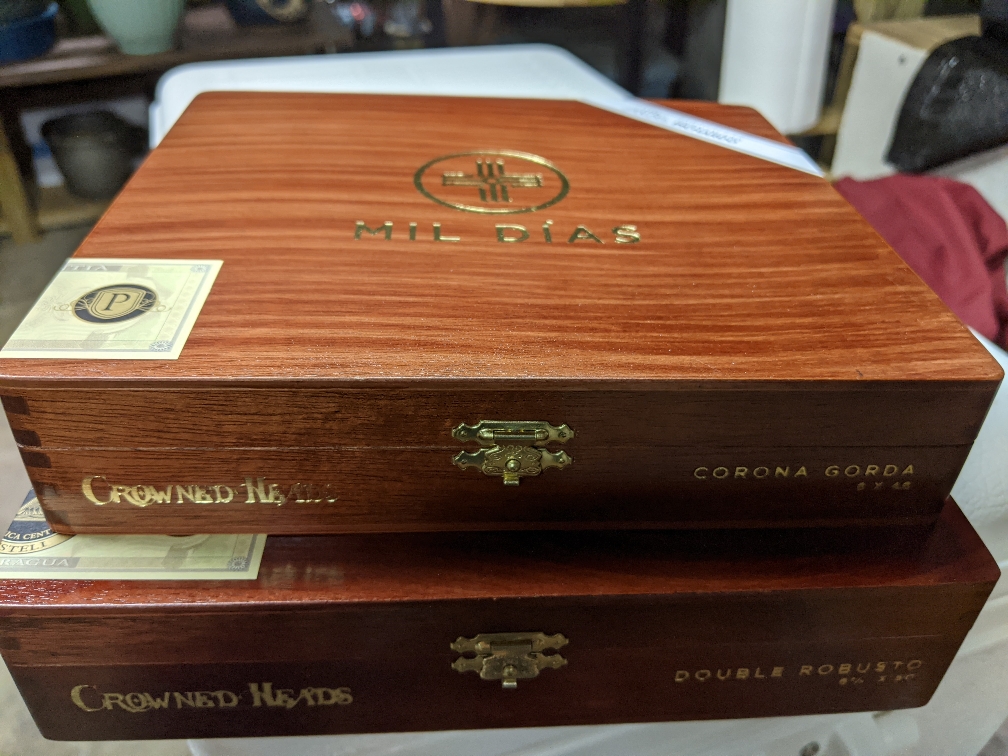 MIL DÍAS
P
CROWNED HEADS
CORONA GORDA
CROWNED HEADS
DOUBLE ROBUSTO